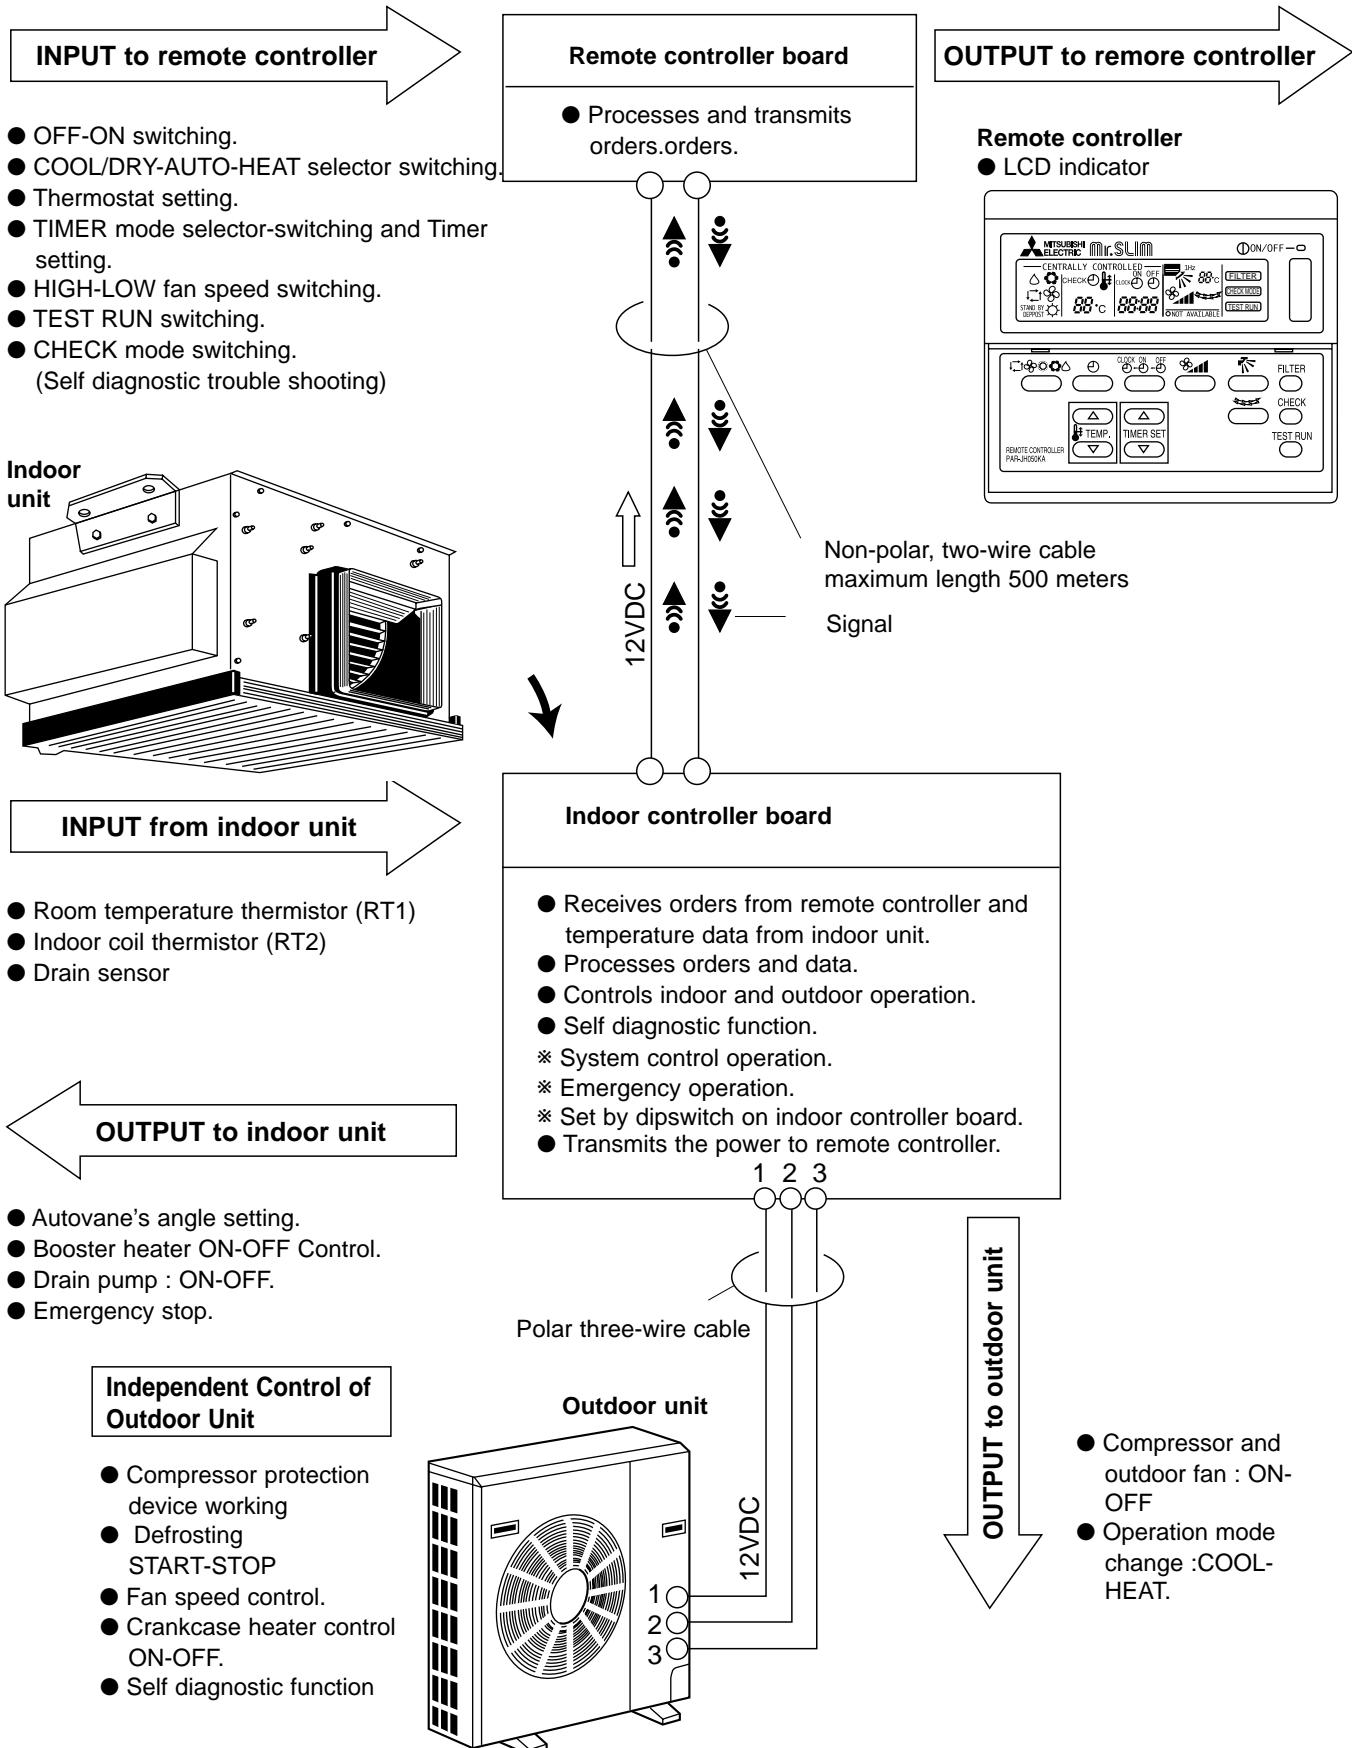 INPUT to remote controller
● OFF-ON switching.
● COOL/DRY-AUTO-HEAT selector switching.
● Thermostat setting.
● TIMER mode selector-switching and Timer
setting.
● HIGH-LOW fan speed switching.
● TEST RUN switching.
● CHECK mode switching.
(Self diagnostic trouble shooting)
Remote controller board
● Processes and transmits
orders.orders.
OUTPUT to remore controller
Remote controller
● LCD indicator
MITSUBISHI
ELECTRIC
Mr.SLIM
ON/OFF
CENTRALLY CONTROLLED
ON OFF
1Hz
CHECK
CLOCK
88°C
FILTER
CHECK MODE
TEST RUN
STAND BY
88°C
88:88
NOT AVAILABLE
CLOCK ON OFF
FILTER
CHECK
TEMP.
TIMER SET
TEST RUN
REMOTE CONTROLLER
PAR-JH050KA
Non-polar, two-wire cable
maximum length 500 meters
Signal
12VDC
Indoor
unit
INPUT from indoor unit
● Room temperature thermistor (RT1)
● Indoor coil thermistor (RT2)
● Drain sensor
Indoor controller board
● Receives orders from remote controller and
temperature data from indoor unit.
● Processes orders and data.
● Controls indoor and outdoor operation.
● Self diagnostic function.
※ System control operation.
※ Emergency operation.
※ Set by dipswitch on indoor controller board.
● Transmits the power to remote controller.
1 2 3
OUTPUT to indoor unit
● Autovane's angle setting.
● Booster heater ON-OFF Control.
● Drain pump : ON-OFF.
● Emergency stop.
Polar three-wire cable
Independent Control of
Outdoor Unit
● Compressor protection
device working
● Defrosting
START-STOP
● Fan speed control.
● Crankcase heater control
ON-OFF.
● Self diagnostic function
Outdoor unit
12VDC
1
2
3
OUTPUT to outdoor unit
● Compressor and
outdoor fan : ON-
OFF
● Operation mode
change :COOL-
HEAT.